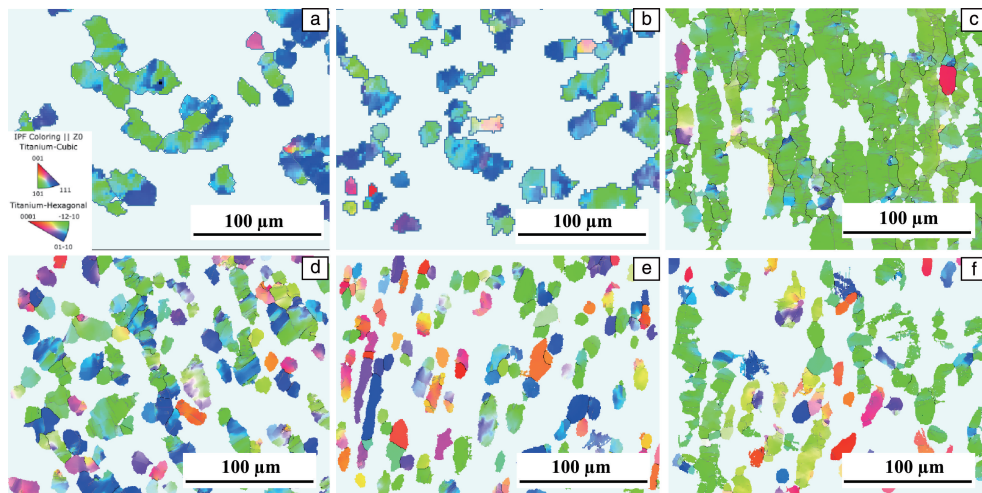 a
b
c
IPF Coloring || Z0
Titanium-Cubic
001
101 111
Titanium-Hexagonal
0001 -12-10
01-10
100 µm
100 µm
100 µm
d
e
f
100 µm
100 µm
100 µm